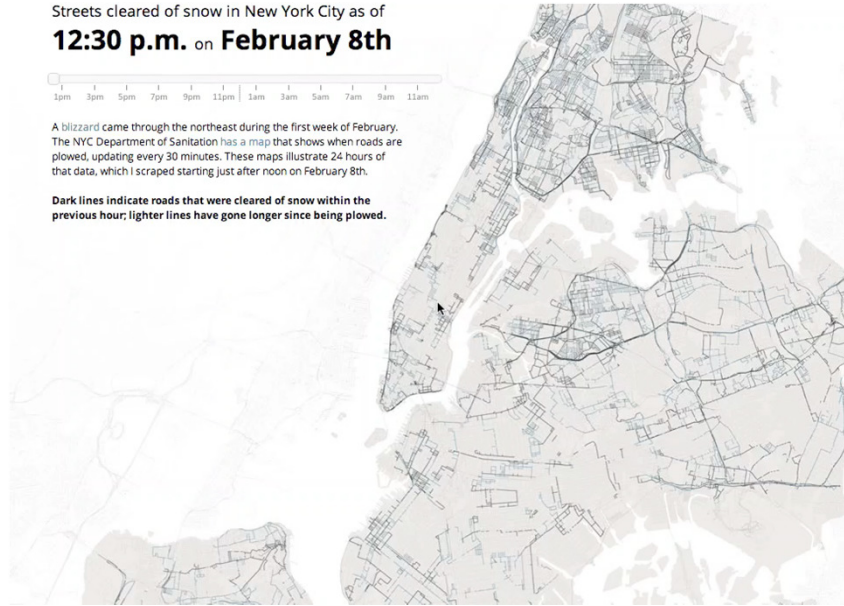 Streets cleared of snow in New York City as of
12:30 p.m. on February 8th
1pm 3pm 5pm 7pm 9pm 11pm 1am 3am 5am 7am 9am 11am
A blizzard came through the northeast during the first week of February.
The NYC Department of Sanitation has a map that shows when roads are
plowed, updating every 30 minutes. These maps illustrate 24 hours of
that data, which I scraped starting just after noon on February 8th.
Dark lines indicate roads that were cleared of snow within the
previous hour; lighter lines have gone longer since being plowed.